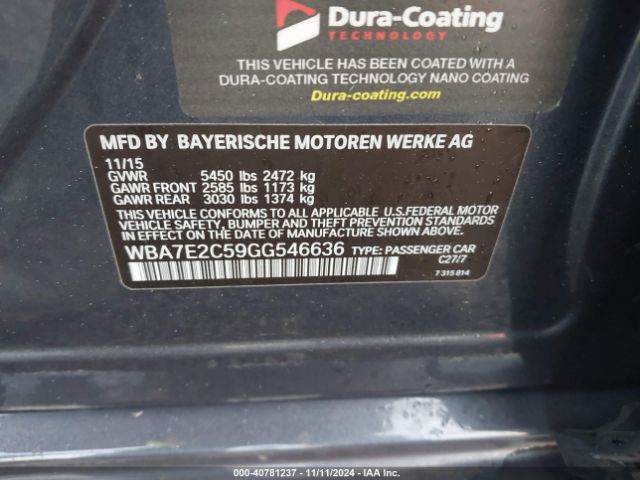 Dura-Coating
TECHNOLOGY
THIS VEHICLE HAS BEEN COATED WITH A
DURA-COATING TECHNOLOGY NANO COATING
Dura-coating.com
MFD BY BAYERISCHE MOTOREN WERKE AG
11/15
GVWR 5450 lbs 2472 kg
GAWR FRONT 2585 lbs 1173 kg
GAWR REAR 3030 lbs 1374 kg
THIS VEHICLE CONFORMS TO ALL APPLICABLE U.S.FEDERAL MOTOR
VEHICLE SAFETY, BUMPER, AND THEFT PREVENTION STANDARDS
IN EFFECT ON THE DATE OF MANUFACTURE SHOWN ABOVE.
WBA7E2C59GG546636 TYPE: PASSENGER CAR
C27/7
7315814
000-40781237 - 11/11/2024 - IAA Inc.